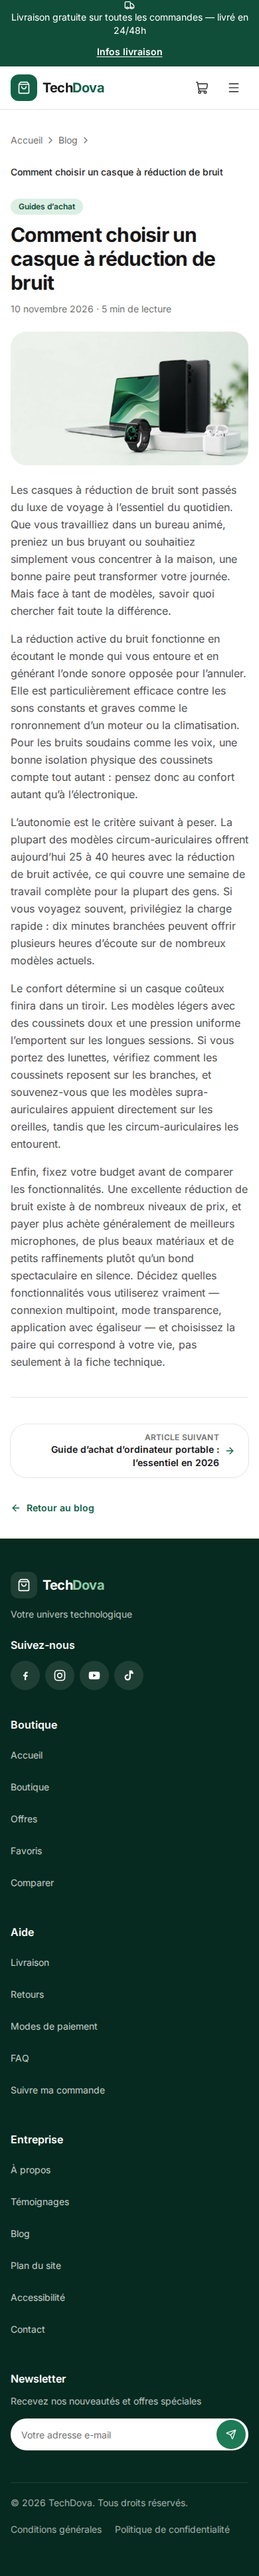 Livraison gratuite sur toutes les commandes — livré en
24/48h
Infos livraison
TechDova
Accueil > Blog >
Comment choisir un casque à réduction de bruit
Guides d’achat
Comment choisir un
casque à réduction de
bruit
10 novembre 2026 · 5 min de lecture
Les casques à réduction de bruit sont passés
du luxe de voyage à l’essentiel du quotidien.
Que vous travailliez dans un bureau animé,
preniez un bus bruyant ou souhaitiez
simplement vous concentrer à la maison, une
bonne paire peut transformer votre journée.
Mais face à tant de modèles, savoir quoi
chercher fait toute la différence.
La réduction active du bruit fonctionne en
écoutant le monde qui vous entoure et en
générant l’onde sonore opposée pour l’annuler.
Elle est particulièrement efficace contre les
sons constants et graves comme le
ronronnement d’un moteur ou la climatisation.
Pour les bruits soudains comme les voix, une
bonne isolation physique des coussinets
compte tout autant : pensez donc au confort
autant qu’à l’électronique.
L’autonomie est le critère suivant à peser. La
plupart des modèles circum-auriculaires offrent
aujourd’hui 25 à 40 heures avec la réduction
de bruit activée, ce qui couvre une semaine de
travail complète pour la plupart des gens. Si
vous voyagez souvent, privilégiez la charge
rapide : dix minutes branchées peuvent offrir
plusieurs heures d’écoute sur de nombreux
modèles actuels.
Le confort détermine si un casque coûteux
finira dans un tiroir. Les modèles légers avec
des coussinets doux et une pression uniforme
l’emportent sur les longues sessions. Si vous
portez des lunettes, vérifiez comment les
coussinets reposent sur les branches, et
souvenez-vous que les modèles supra-
auriculaires appuient directement sur les
oreilles, tandis que les circum-auriculaires les
entourent.
Enfin, fixez votre budget avant de comparer
les fonctionnalités. Une excellente réduction de
bruit existe à de nombreux niveaux de prix, et
payer plus achète généralement de meilleurs
microphones, de plus beaux matériaux et de
petits raffinements plutôt qu’un bond
spectaculaire en silence. Décidez quelles
fonctionnalités vous utiliserez vraiment —
connexion multipoint, mode transparence,
application avec égaliseur — et choisissez la
paire qui correspond à votre vie, pas
seulement à la fiche technique.
ARTICLE SUIVANT
Guide d’achat d’ordinateur portable : →
l’essentiel en 2026
← Retour au blog
TechDova
Votre univers technologique
Suivez-nous
Boutique
Accueil
Boutique
Offres
Favoris
Comparer
Aide
Livraison
Retours
Modes de paiement
FAQ
Suivre ma commande
Entreprise
À propos
Témoignages
Blog
Plan du site
Accessibilité
Contact
Newsletter
Recevez nos nouveautés et offres spéciales
Votre adresse e-mail
© 2026 TechDova. Tous droits réservés.
Conditions générales Politique de confidentialité